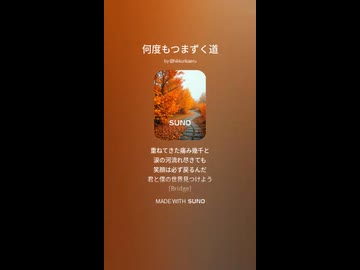 何度もつまずく道
SUNO
重ねてきた痛み幾千と
涙の河流れ尽きても
笑顔は必ず戻るんだ
君と僕の世界見つけよう
[Bridge]
MADE WITH SUNO